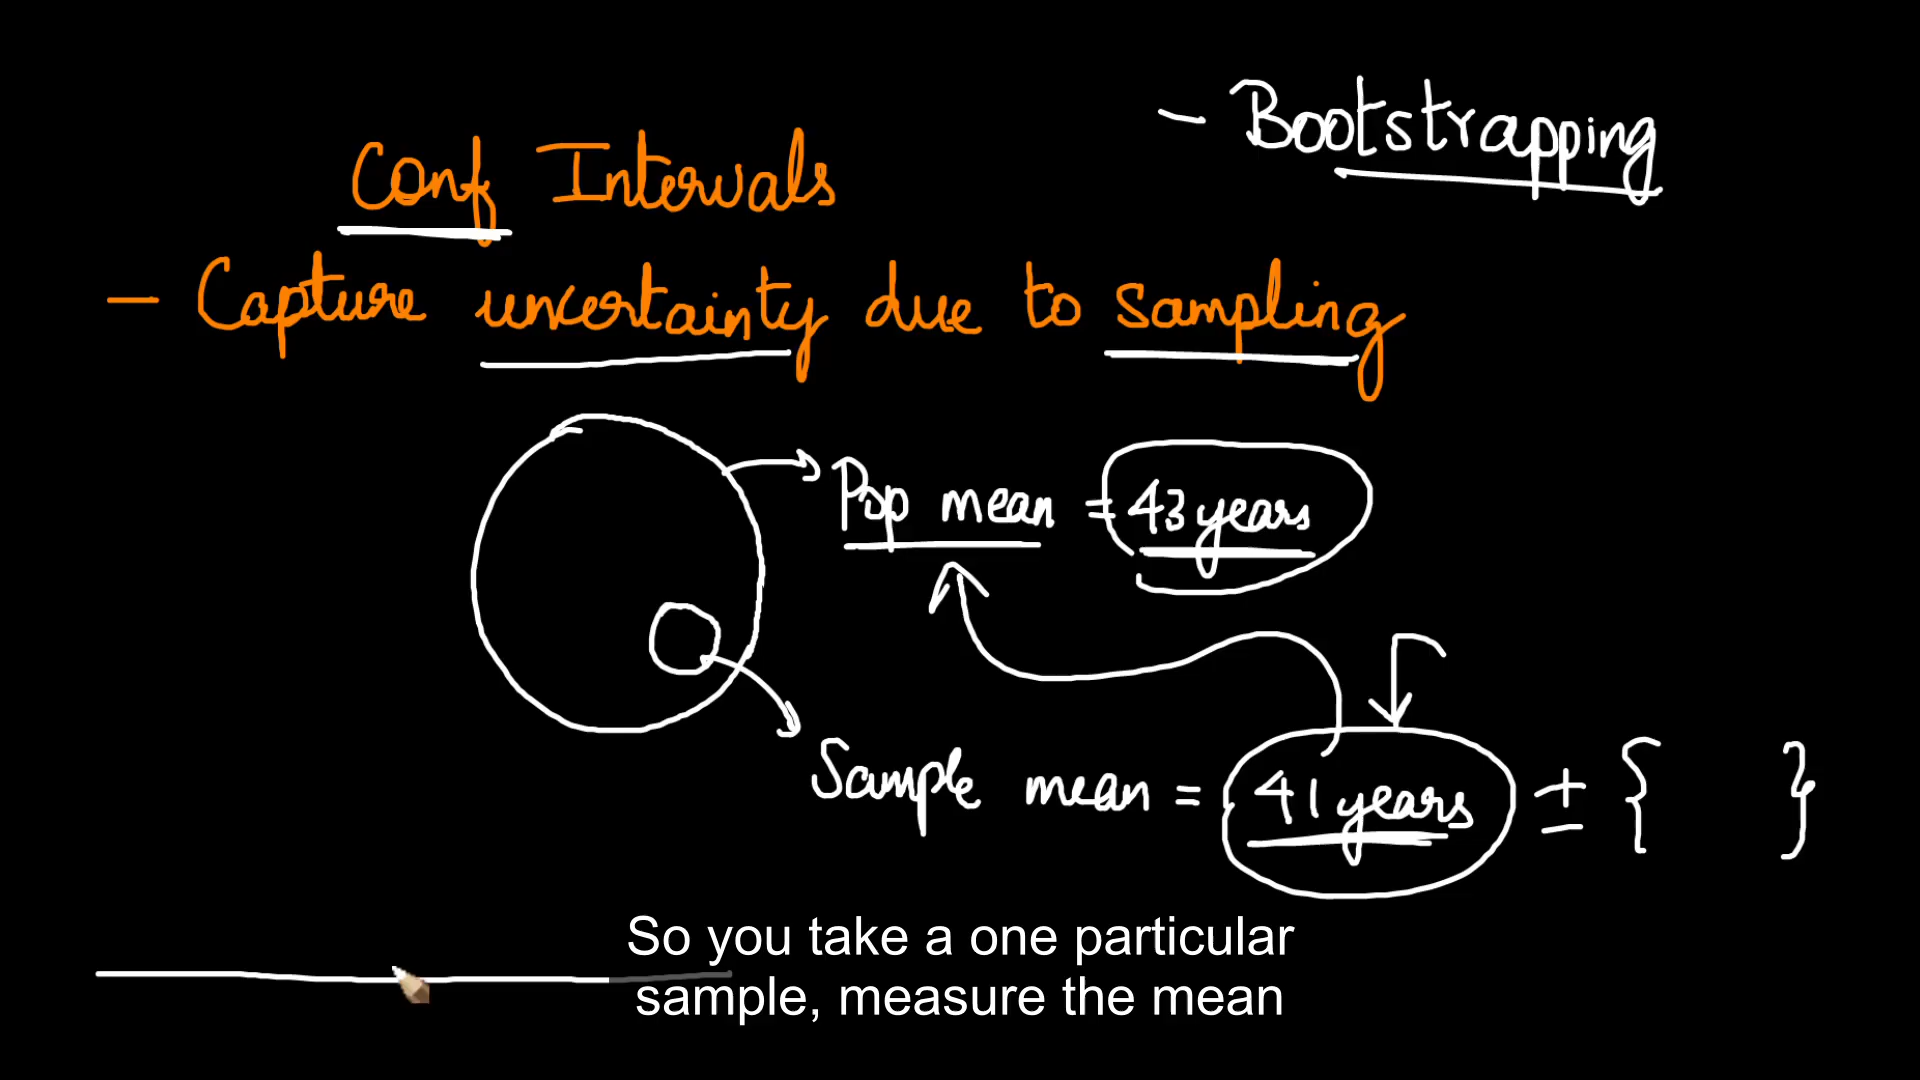 - Bootstrapping
Conf Intervals
- Capture uncertainty due to sampling
Pop mean = 43 years
Sample mean = 41 years ± { }
So you take a one particular
sample, measure the mean